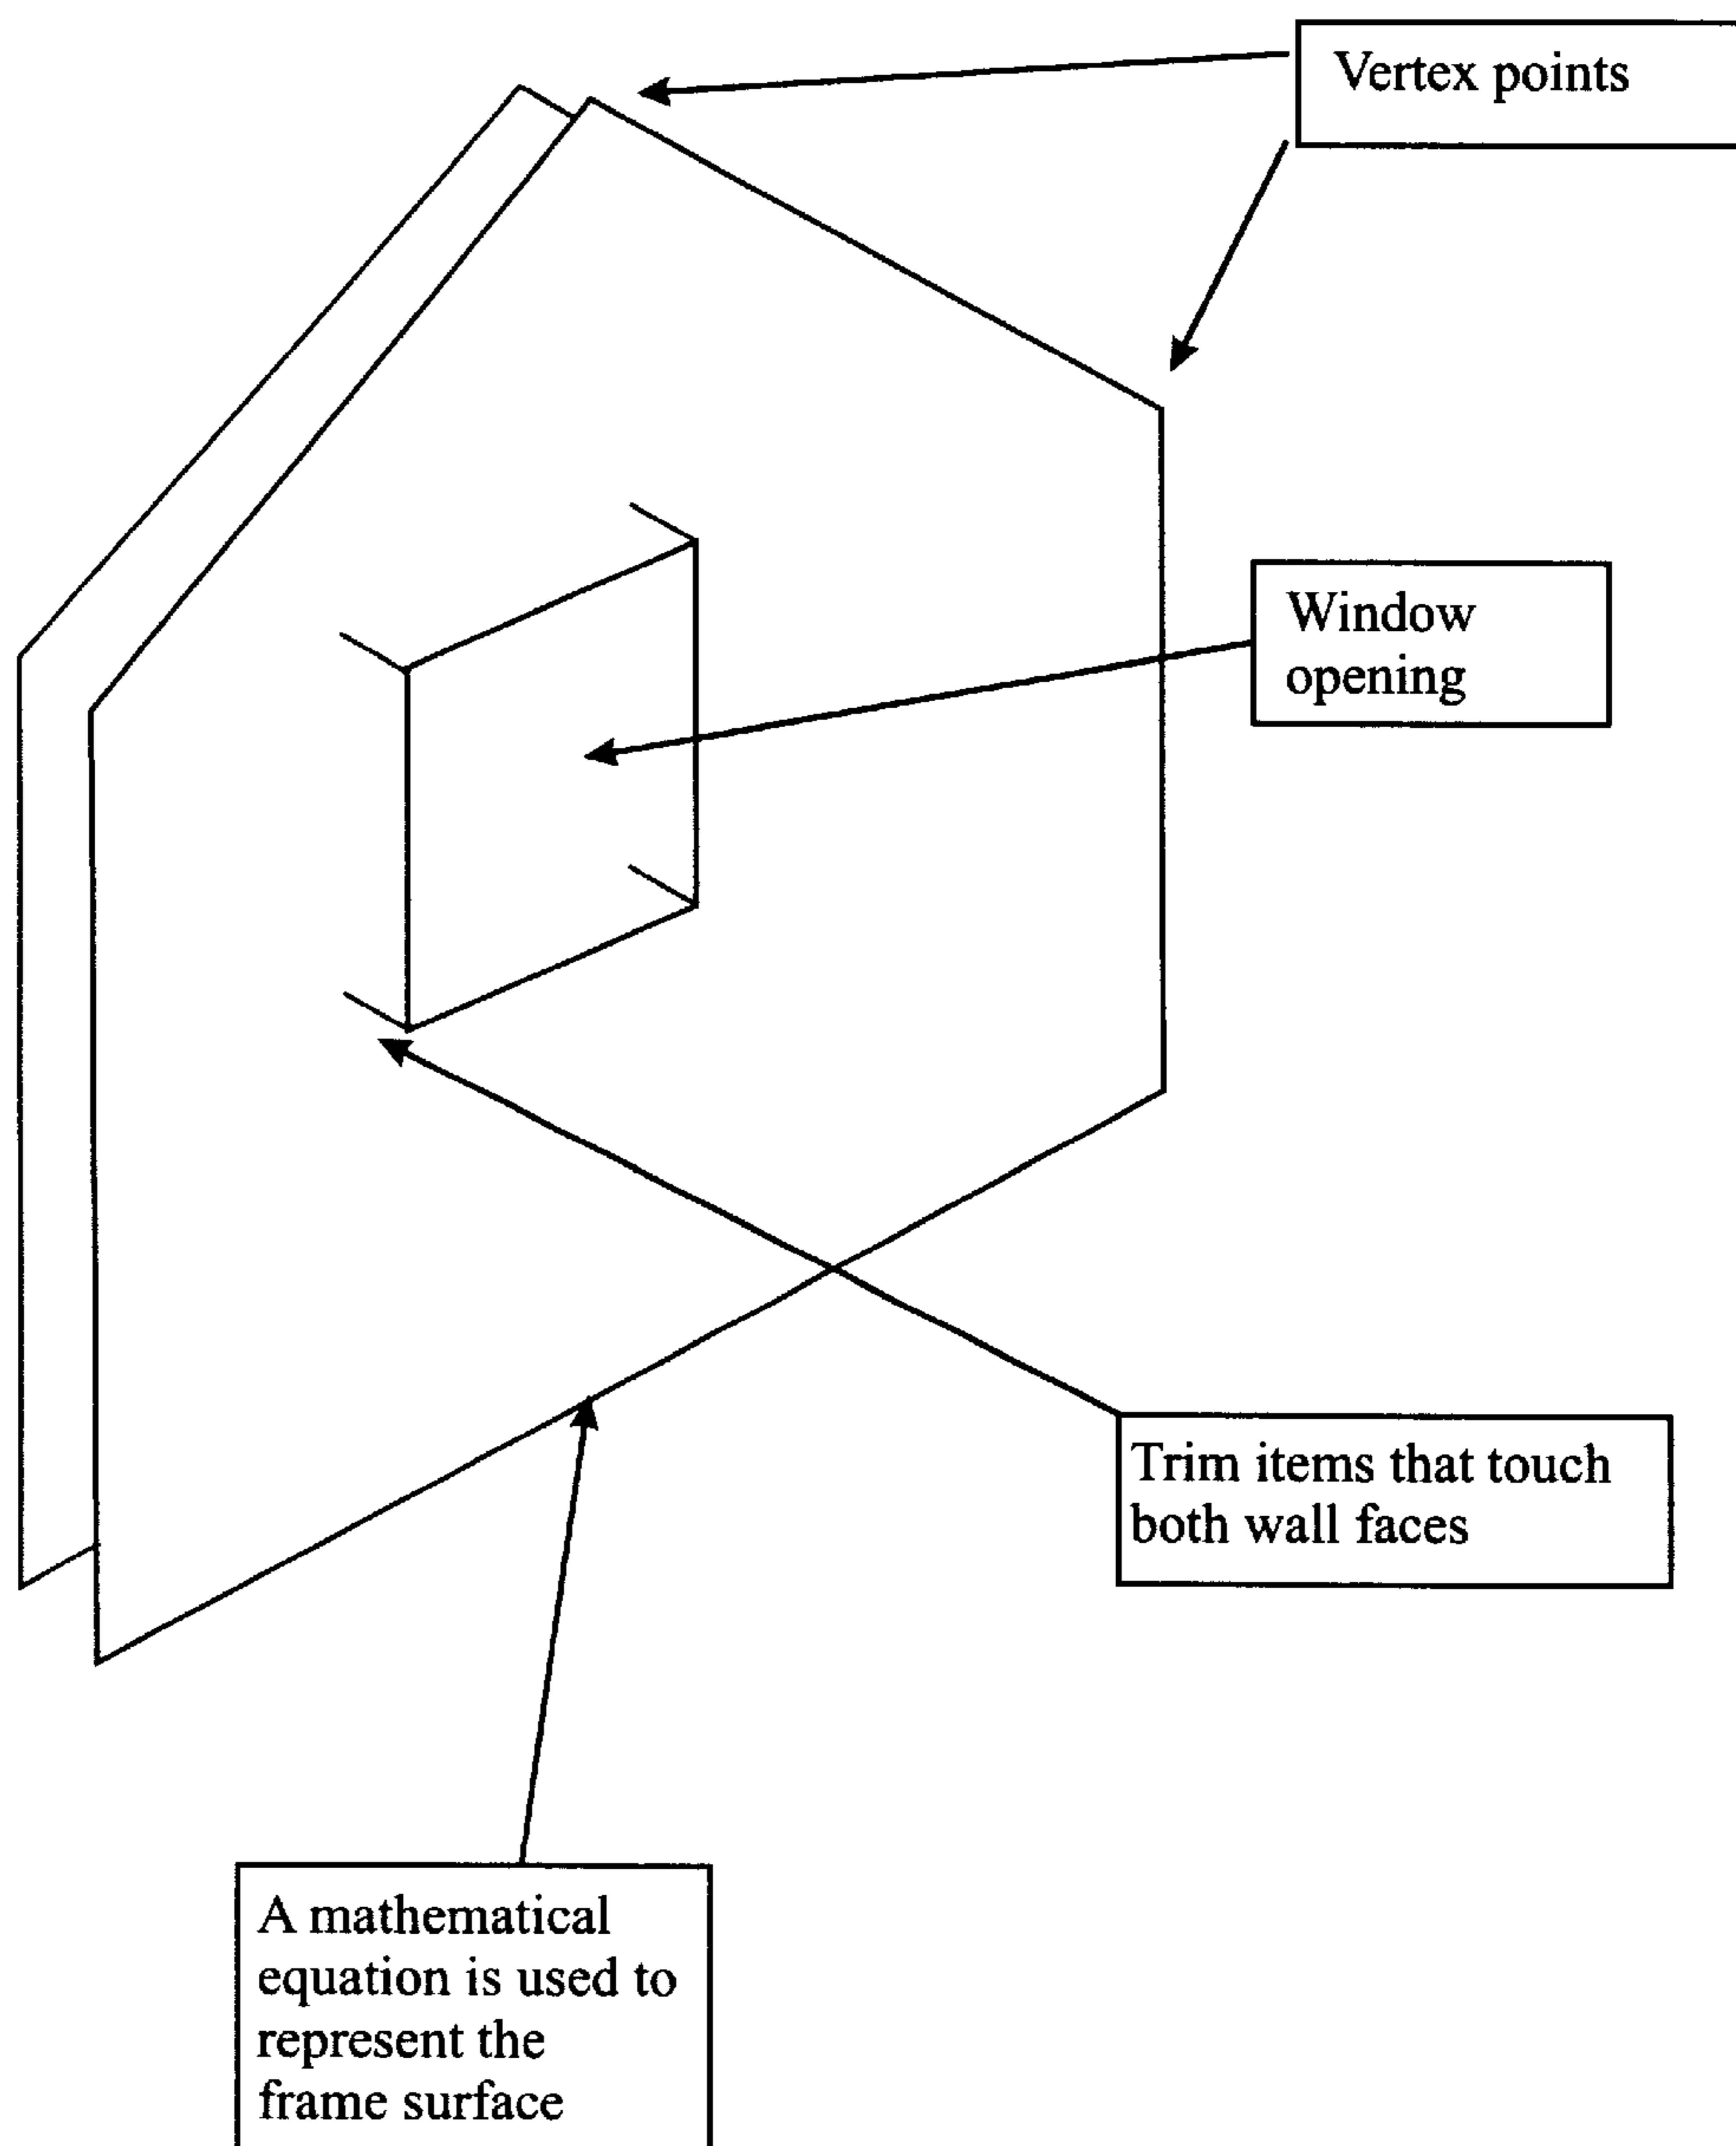 Vertex points
Window
opening
Trim items that touch
both wall faces
A mathematical
equation is used to
represent the
frame surface